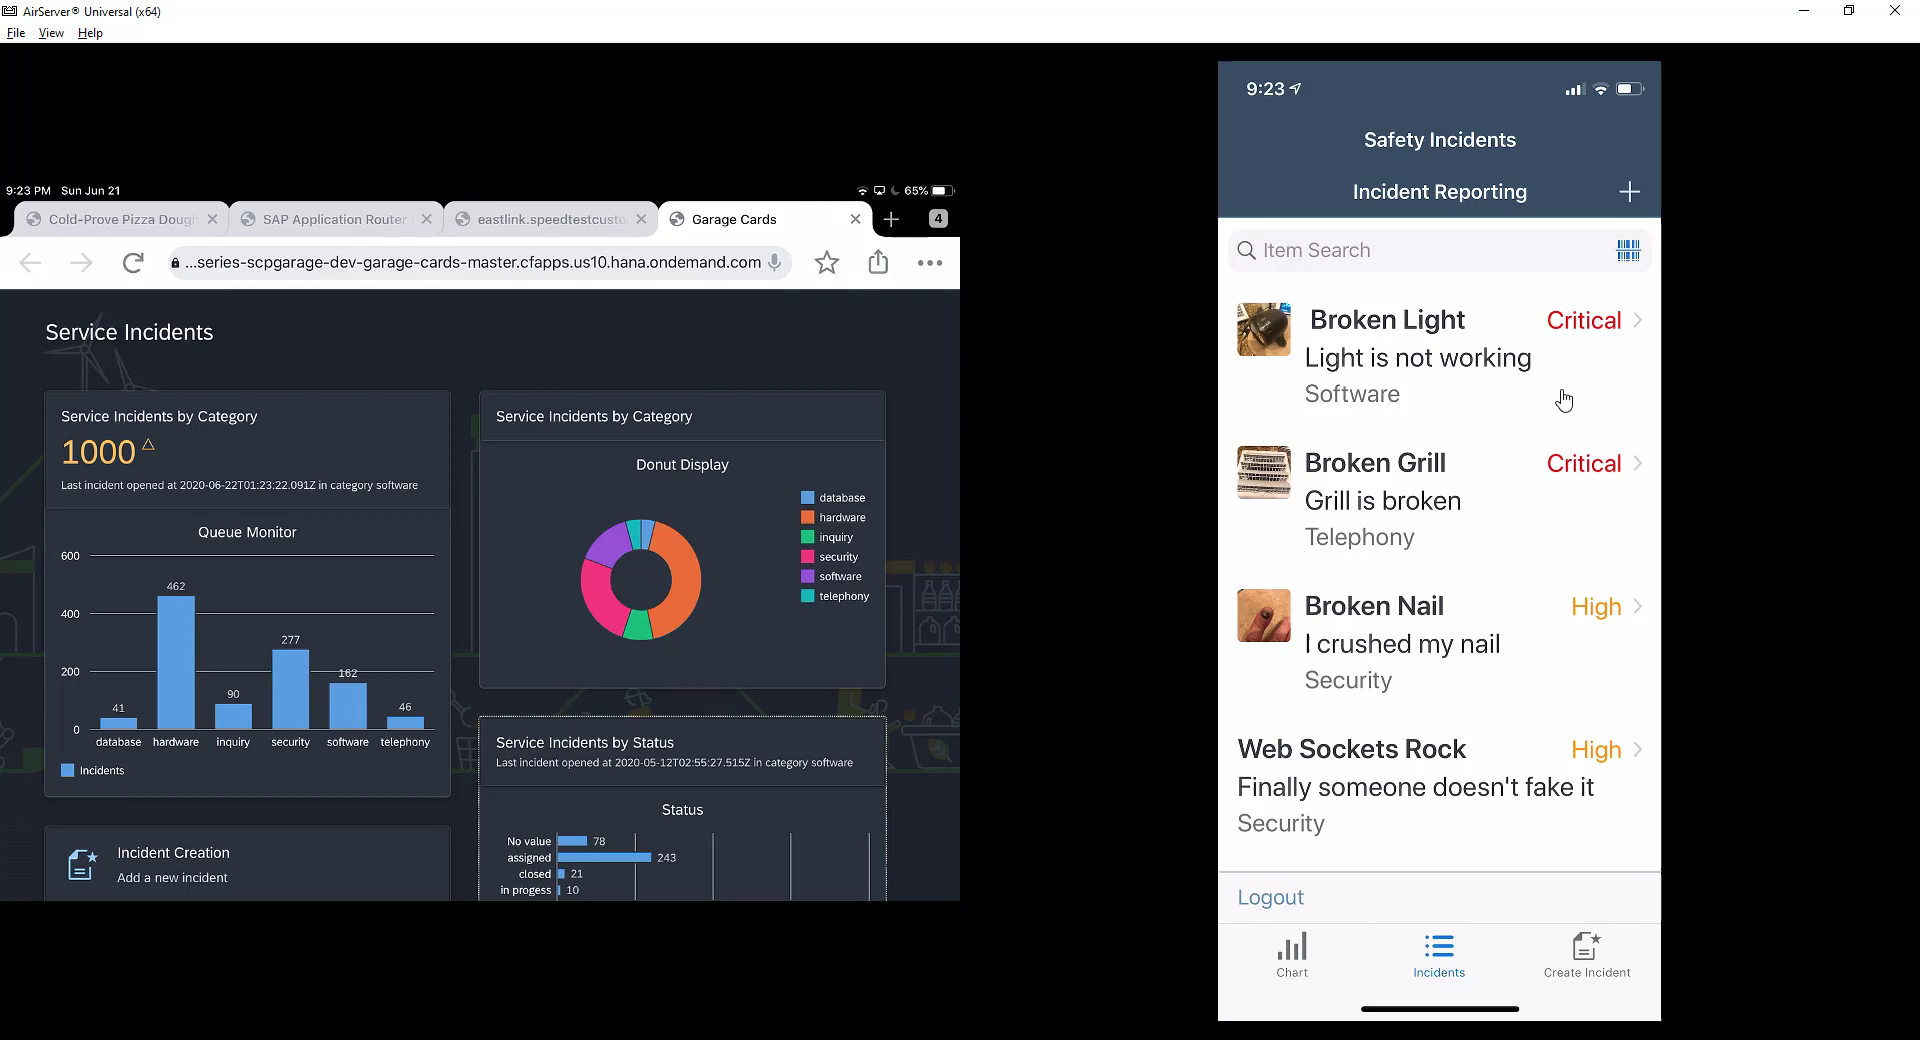 AirServer® Universal (x64)
File View Help
9:23 PM Sun Jun 21
65%
Cold-Prove Pizza Dough
SAP Application Router
eastlink.speedtestcusto
Garage Cards
4
...series-scpgarage-dev-garage-cards-master.cfapps.us10.hana.ondemand.com
Service Incidents
Service Incidents by Category
1000
Last incident opened at 2020-06-22T01:23:22.091Z in category software
Queue Monitor
600
400
200
0
41
462
90
277
162
46
database hardware inquiry security software telephony
Incidents
Incident Creation
Add a new incident
Service Incidents by Category
Donut Display
database
hardware
inquiry
security
software
telephony
Service Incidents by Status
Last incident opened at 2020-05-12T02:55:27.515Z in category software
Status
No value 78
assigned 243
closed 21
in progess 10
9:23
Safety Incidents
Incident Reporting
Item Search
Broken Light Critical
Light is not working
Software
Broken Grill Critical
Grill is broken
Telephony
Broken Nail High
I crushed my nail
Security
Web Sockets Rock High
Finally someone doesn't fake it
Security
Logout
Chart Incidents Create Incident